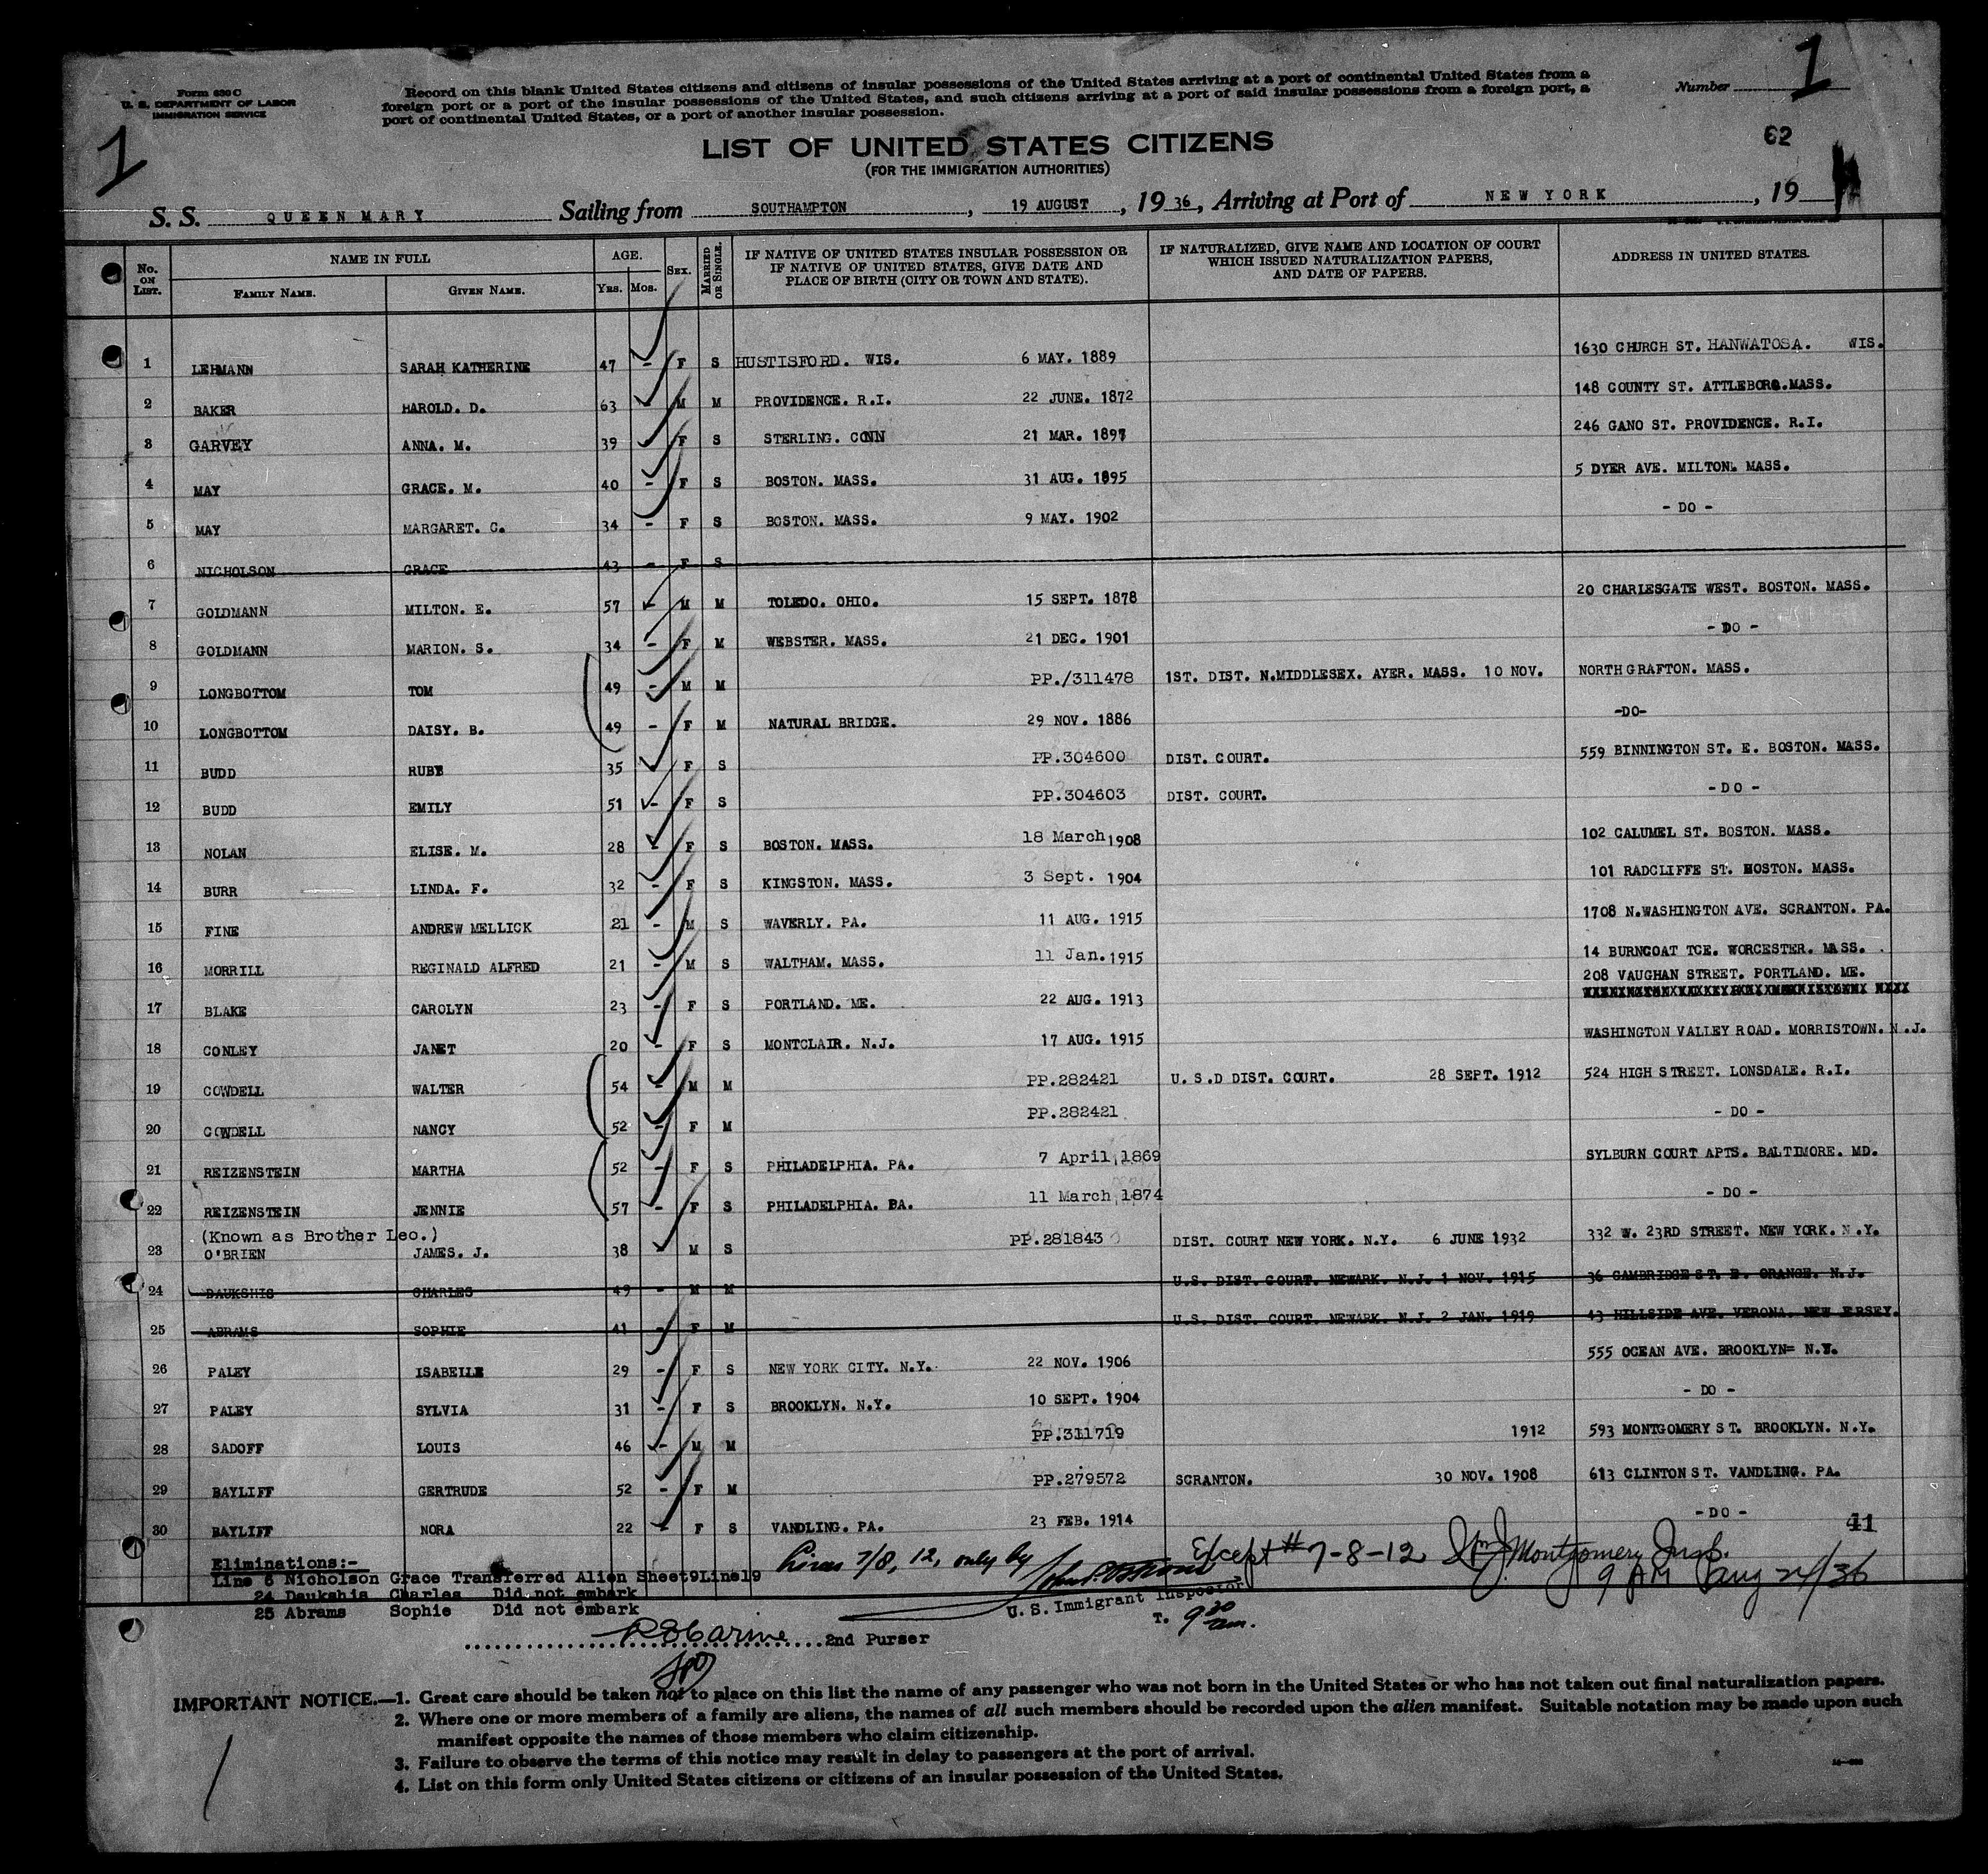 Form 630 C
U. S. DEPARTMENT OF LABOR
IMMIGRATION SERVICE
Record on this blank United States citizens and citizens of insular possessions of the United States arriving at a port of continental United States from a
foreign port or a port of the insular possessions of the United States, and such citizens arriving at a port of said insular possessions from a foreign port, a
port of continental United States, or a port of another insular possession.
Number 1
1
62
LIST OF UNITED STATES CITIZENS
(FOR THE IMMIGRATION AUTHORITIES)
S. S. QUEEN MARY Sailing from SOUTHAMPTON, 19 AUGUST, 19 36, Arriving at Port of NEW YORK, 19
No. ON LIST. NAME IN FULL FAMILY NAME. GIVEN NAME. AGE. YRS. MOS. SEX. MARRIED OR SINGLE. IF NATIVE OF UNITED STATES INSULAR POSSESSION OR IF NATIVE OF UNITED STATES, GIVE DATE AND PLACE OF BIRTH (CITY OR TOWN AND STATE). IF NATURALIZED, GIVE NAME AND LOCATION OF COURT WHICH ISSUED NATURALIZATION PAPERS, AND DATE OF PAPERS. ADDRESS IN UNITED STATES.
1 LEHMANN SARAH KATHERINE 47 - F S HUSTISFORD. WIS. 6 MAY. 1889 1630 CHURCH ST. HANWATOSA. WIS.
2 BAKER HAROLD. D. 63 - M M PROVIDENCE. R.I. 22 JUNE. 1872 148 COUNTY ST. ATTLEBORO.MASS.
3 GARVEY ANNA. M. 39 - F S STERLING. CONN 21 MAR. 1897 246 GANO ST. PROVIDENCE. R.I.
4 MAY GRACE. M. 40 - F S BOSTON. MASS. 31 AUG. 1895 5 DYER AVE. MILTON. MASS.
5 MAY MARGARET. C. 34 - F S BOSTON. MASS. 9 MAY. 1902 - DO -
6 NICHOLSON GRACE 43 - F S
7 GOLDMANN MILTON. E. 57 - M M TOLEDO. OHIO. 15 SEPT. 1878 20 CHARLESGATE WEST. BOSTON. MASS.
8 GOLDMANN MARION. S. 34 - F M WEBSTER. MASS. 21 DEC. 1901 - DO -
9 LONGBOTTOM TOM 49 - M M PP./311478 1ST. DIST. N.MIDDLESEX. AYER. MASS. 10 NOV. NORTH GRAFTON. MASS.
10 LONGBOTTOM DAISY. B. 49 - F M NATURAL BRIDGE. 29 NOV. 1886 -DO-
11 BUDD RUBY 35 - F S PP.304600 DIST. COURT. 559 BINNINGTON ST. E. BOSTON. MASS.
12 BUDD EMILY 51 - F S PP.304603 DIST. COURT. - DO -
13 NOLAN ELISE. M. 28 - F S BOSTON. MASS. 18 March 1908 102 CALUMEL ST. BOSTON. MASS.
14 BURR LINDA. F. 32 - F S KINGSTON. MASS. 3 Sept. 1904 101 RADCLIFFE ST. BOSTON. MASS.
15 FINE ANDREW MELLICK 21 - M S WAVERLY. PA. 11 AUG. 1915 1708 N.WASHINGTON AVE. SCRANTON. PA.
16 MORRILL REGINALD ALFRED 21 - M S WALTHAM. MASS. 11 Jan. 1915 14 BURNCOAT TCE. WORCESTER. MASS.
17 BLAKE CAROLYN 23 - F S PORTLAND. ME. 22 AUG. 1913 208 VAUGHAN STREET. PORTLAND. ME.
18 CONLEY JANET 20 - F S MONTCLAIR. N.J. 17 AUG. 1915 WASHINGTON VALLEY ROAD. MORRISTOWN. N.J.
19 COWDELL WALTER 54 - M M PP.282421 U.S.D DIST. COURT. 28 SEPT. 1912 524 HIGH STREET. LONSDALE. R.I.
20 COWDELL NANCY 52 - F M PP.282421 - DO -
21 REIZENSTEIN MARTHA 52 - F S PHILADELPHIA. PA. 7 April 1869 SYLBURN COURT APTS. BALTIMORE. MD.
22 REIZENSTEIN JENNIE 57 - F S PHILADELPHIA. PA. 11 March 1874 - DO -
(Known as Brother Leo.)
23 O'BRIEN JAMES. J. 38 - M S PP.281843 DIST. COURT NEW YORK. N.Y. 6 JUNE 1932 332 W. 23RD STREET. NEW YORK. N.Y.
24 DAUKSHIS CHARLES 49 - M M U.S. DIST. COURT. NEWARK. N.J. 1 NOV. 1915 36 CAMBRIDGE ST. E. ORANGE. N.J.
25 ABRAMS SOPHIE 41 - F M U.S. DIST. COURT. NEWARK. N.J. 2 JAN. 1919 43 HILLSIDE AVE. VERONA. NEW JERSEY.
26 PALEY ISABELLE 29 - F S NEW YORK CITY. N.Y. 22 NOV. 1906 555 OCEAN AVE. BROOKLYN= N.Y.
27 PALEY SYLVIA 31 - F S BROOKLYN. N.Y. 10 SEPT. 1904 - DO -
28 SADOFF LOUIS 46 - M M PP.311719 1912 593 MONTGOMERY ST. BROOKLYN. N.Y.
29 BAYLIFF GERTRUDE 52 - F M PP.279572 SCRANTON. 30 NOV. 1908 613 CLINTON ST. VANDLING. PA.
30 BAYLIFF NORA 22 - F S VANDLING. PA. 23 FEB. 1914 - DO -
41
Eliminations:-
Line 6 Nicholson Grace Transferred Alien Sheet9Line19
24 Daukshis Charles Did not embark
25 Abrams Sophie Did not embark
Lines 7/8, 12, only by
U. S. Immigrant Inspector
T. 9 30 am.
Except # 7-8-12 Montgomery Insp.
9 AM Aug 24/36
2nd Purser
IMPORTANT NOTICE.—1. Great care should be taken not to place on this list the name of any passenger who was not born in the United States or who has not taken out final naturalization papers.
2. Where one or more members of a family are aliens, the names of all such members should be recorded upon the alien manifest. Suitable notation may be made upon such
manifest opposite the names of those members who claim citizenship.
3. Failure to observe the terms of this notice may result in delay to passengers at the port of arrival.
4. List on this form only United States citizens or citizens of an insular possession of the United States.